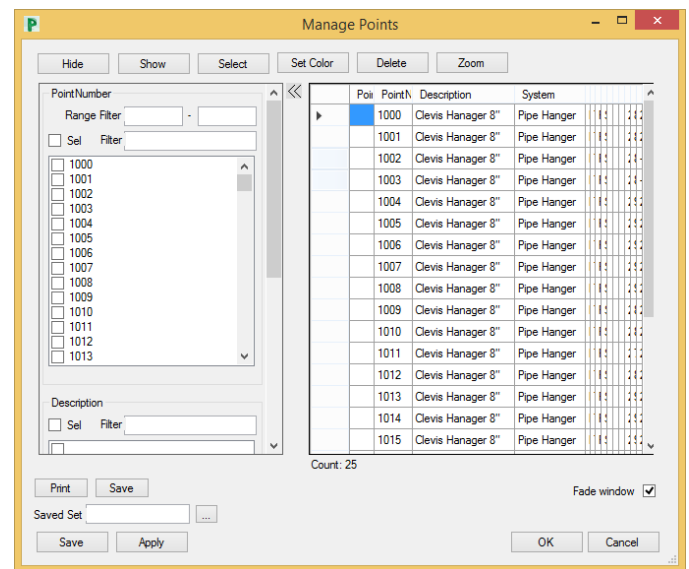 Manage Points
Hide Show Select Set Color Delete Zoom
PointNumber
Range Filter -
Sel Filter
1000
1001
1002
1003
1004
1005
1006
1007
1008
1009
1010
1011
1012
1013
Description
Sel Filter
Poi PointN Description System
1000 Clevis Hanager 8" Pipe Hanger
1001 Clevis Hanager 8" Pipe Hanger
1002 Clevis Hanager 8" Pipe Hanger
1003 Clevis Hanager 8" Pipe Hanger
1004 Clevis Hanager 8" Pipe Hanger
1005 Clevis Hanager 8" Pipe Hanger
1006 Clevis Hanager 8" Pipe Hanger
1007 Clevis Hanager 8" Pipe Hanger
1008 Clevis Hanager 8" Pipe Hanger
1009 Clevis Hanager 8" Pipe Hanger
1010 Clevis Hanager 8" Pipe Hanger
1011 Clevis Hanager 8" Pipe Hanger
1012 Clevis Hanager 8" Pipe Hanger
1013 Clevis Hanager 8" Pipe Hanger
1014 Clevis Hanager 8" Pipe Hanger
1015 Clevis Hanager 8" Pipe Hanger
Count: 25
Print Save
Fade window
Saved Set ...
Save Apply OK Cancel